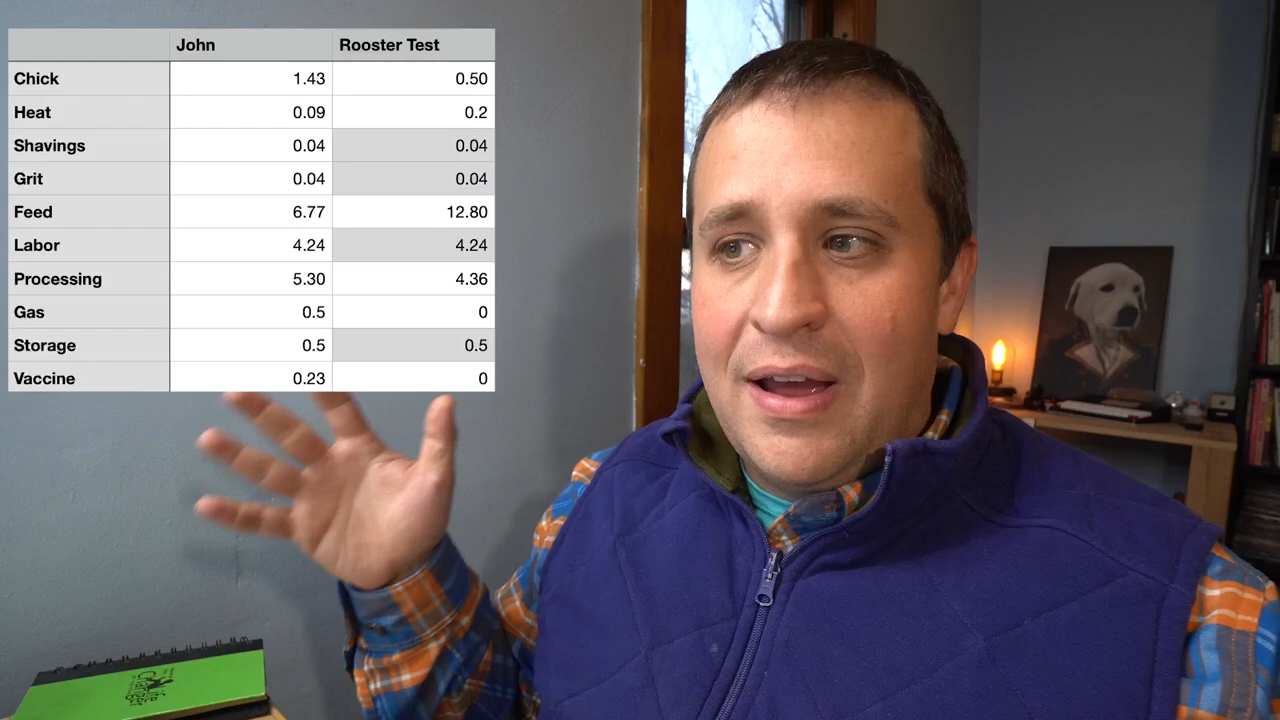 John Rooster Test
Chick 1.43 0.50
Heat 0.09 0.2
Shavings 0.04 0.04
Grit 0.04 0.04
Feed 6.77 12.80
Labor 4.24 4.24
Processing 5.30 4.36
Gas 0.5 0
Storage 0.5 0.5
Vaccine 0.23 0
Life
Changer